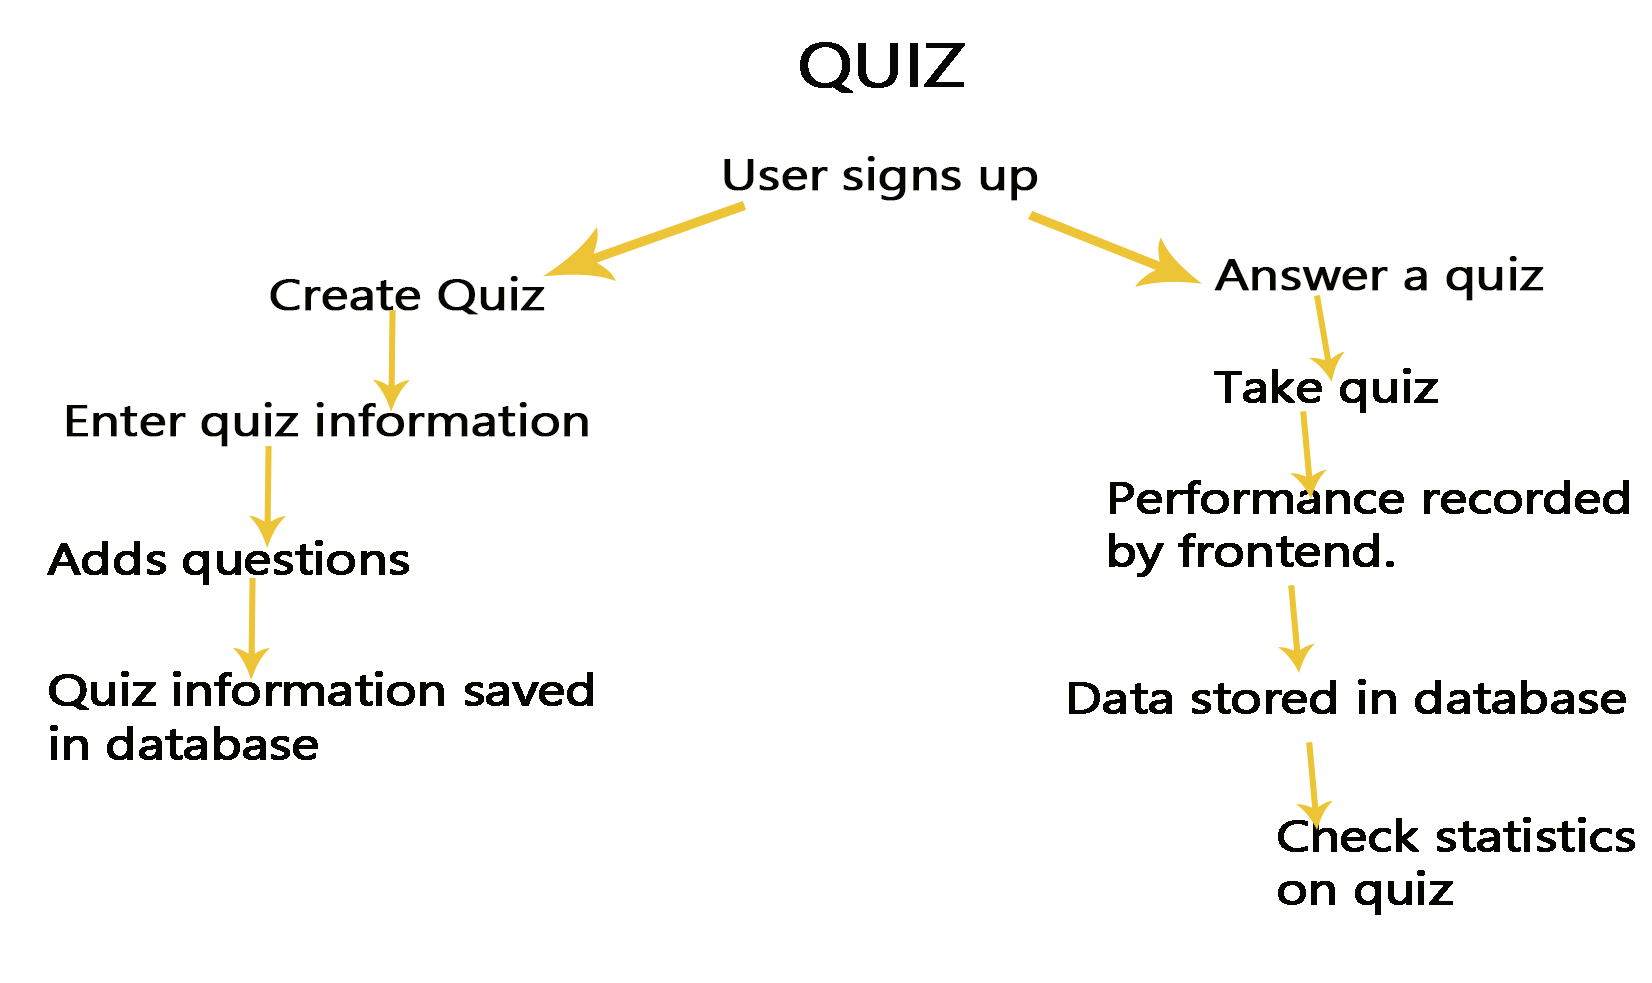 QUIZ
User signs up
Create Quiz
Enter quiz information
Adds questions
Quiz information saved
in database
Answer a quiz
Take quiz
Performance recorded
by frontend.
Data stored in database
Check statistics
on quiz